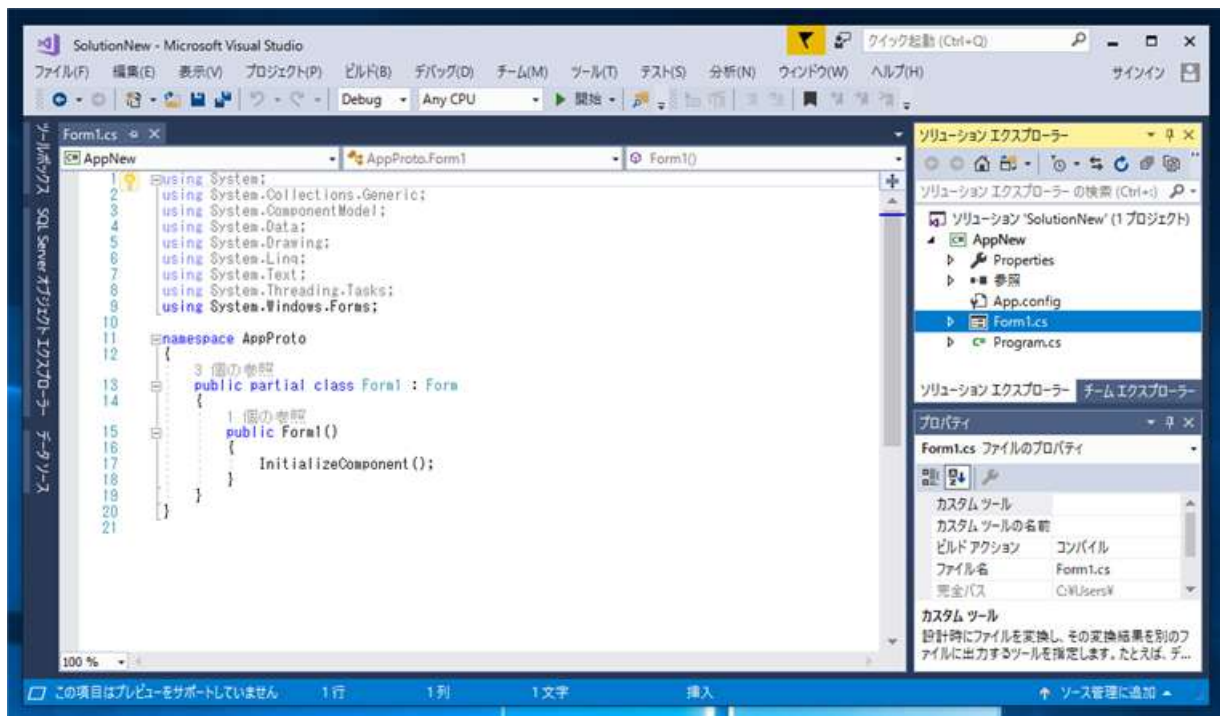 SolutionNew - Microsoft Visual Studio
クイック起動 (Ctrl+Q)
ファイル(F) 編集(E) 表示(V) プロジェクト(P) ビルド(B) デバッグ(D) チーム(M) ツール(T) テスト(S) 分析(N) ウィンドウ(W) ヘルプ(H) サインイン
Debug Any CPU 開始
ツールボックス
SQL Server オブジェクト エクスプローラー
データ ソース
Form1.cs
AppNew AppProto.Form1 Form1()
1 using System;
2 using System.Collections.Generic;
3 using System.ComponentModel;
4 using System.Data;
5 using System.Drawing;
6 using System.Linq;
7 using System.Text;
8 using System.Threading.Tasks;
9 using System.Windows.Forms;
10
11 namespace AppProto
12 {
3 個の参照
13 public partial class Form1 : Form
14 {
1 個の参照
15 public Form1()
16 {
17 InitializeComponent();
18 }
19 }
20 }
21
100 %
ソリューション エクスプローラー
ソリューション エクスプローラー の検索 (Ctrl+:)
ソリューション 'SolutionNew' (1 プロジェクト)
AppNew
Properties
参照
App.config
Form1.cs
Program.cs
ソリューション エクスプローラー チーム エクスプローラー
プロパティ
Form1.cs ファイルのプロパティ
カスタム ツール
カスタム ツールの名前
ビルド アクション コンパイル
ファイル名 Form1.cs
完全パス C:¥Users¥
カスタム ツール
設計時にファイルを変換し、その変換結果を別のフ
ァイルに出力するツールを指定します。たとえば、デ...
この項目はプレビューをサポートしていません 1 行 1 列 1 文字 挿入 ソース管理に追加